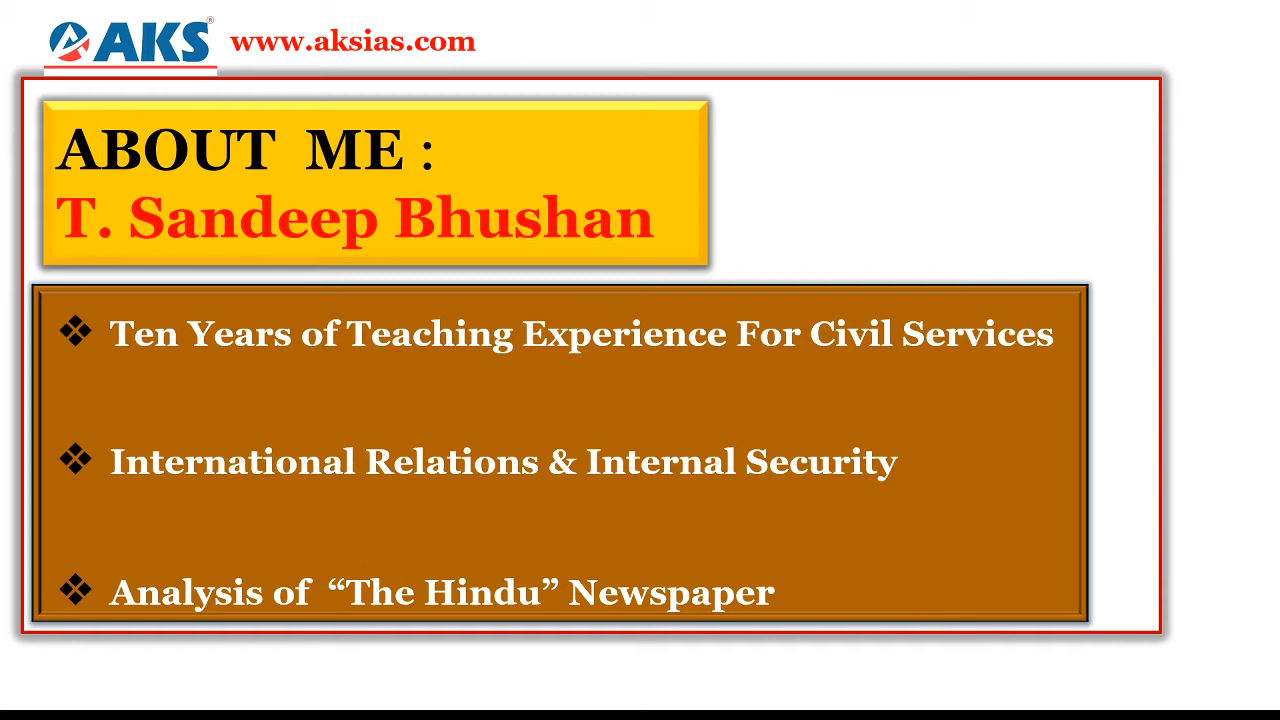 AKS® www.aksias.com
ABOUT ME :
T. Sandeep Bhushan
❖ Ten Years of Teaching Experience For Civil Services
❖ International Relations & Internal Security
❖ Analysis of “The Hindu” Newspaper